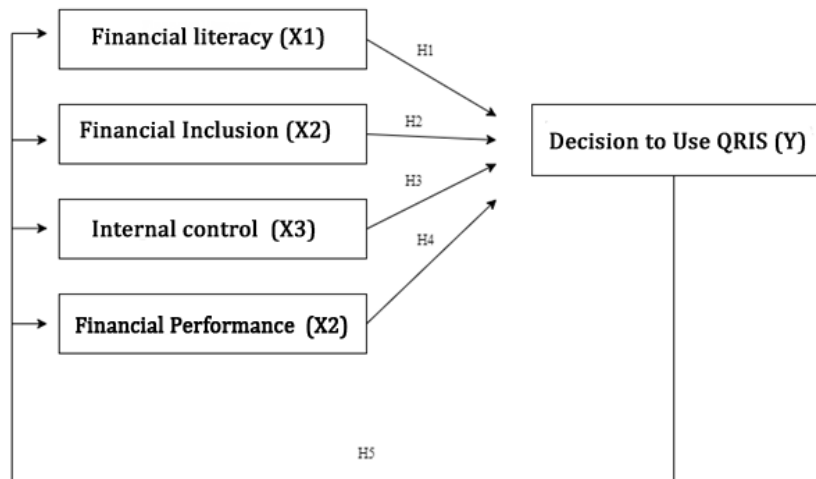 Financial literacy (X1)
H1
Financial Inclusion (X2)
H2
Decision to Use QRIS (Y)
H3
Internal control (X3)
H4
Financial Performance (X2)
H5